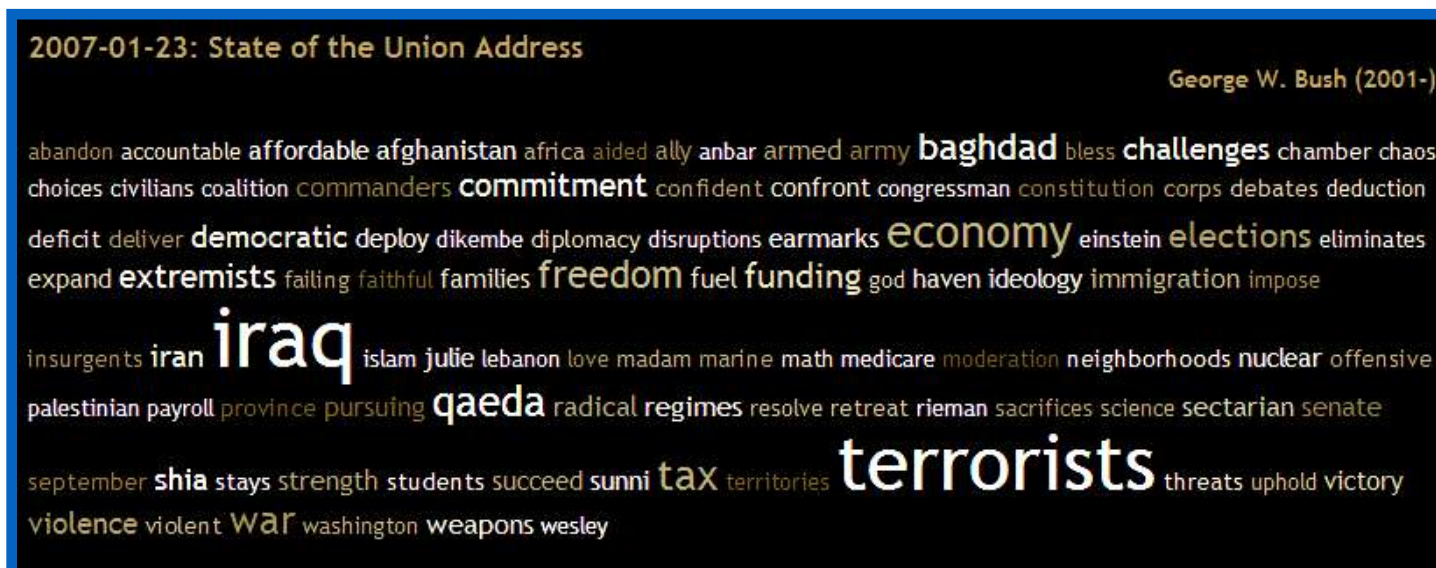 2007-01-23: State of the Union Address
George W. Bush (2001-)
abandon accountable affordable afghanistan africa aided ally anbar armed army baghdad bless challenges chamber chaos
choices civilians coalition commanders commitment confident confront congressman constitution corps debates deduction
deficit deliver democratic deploy dikembe diplomacy disruptions earmarks economy einstein elections eliminates
expand extremists failing faithful families freedom fuel funding god haven ideology immigration impose
insurgents iran iraq islam julie lebanon love madam marine math medicare moderation neighborhoods nuclear offensive
palestinian payroll province pursuing qaeda radical regimes resolve retreat rieman sacrifices science sectarian senate
september shia stays strength students succeed sunni tax territories terrorists threats uphold victory
violence violent war washington weapons wesley